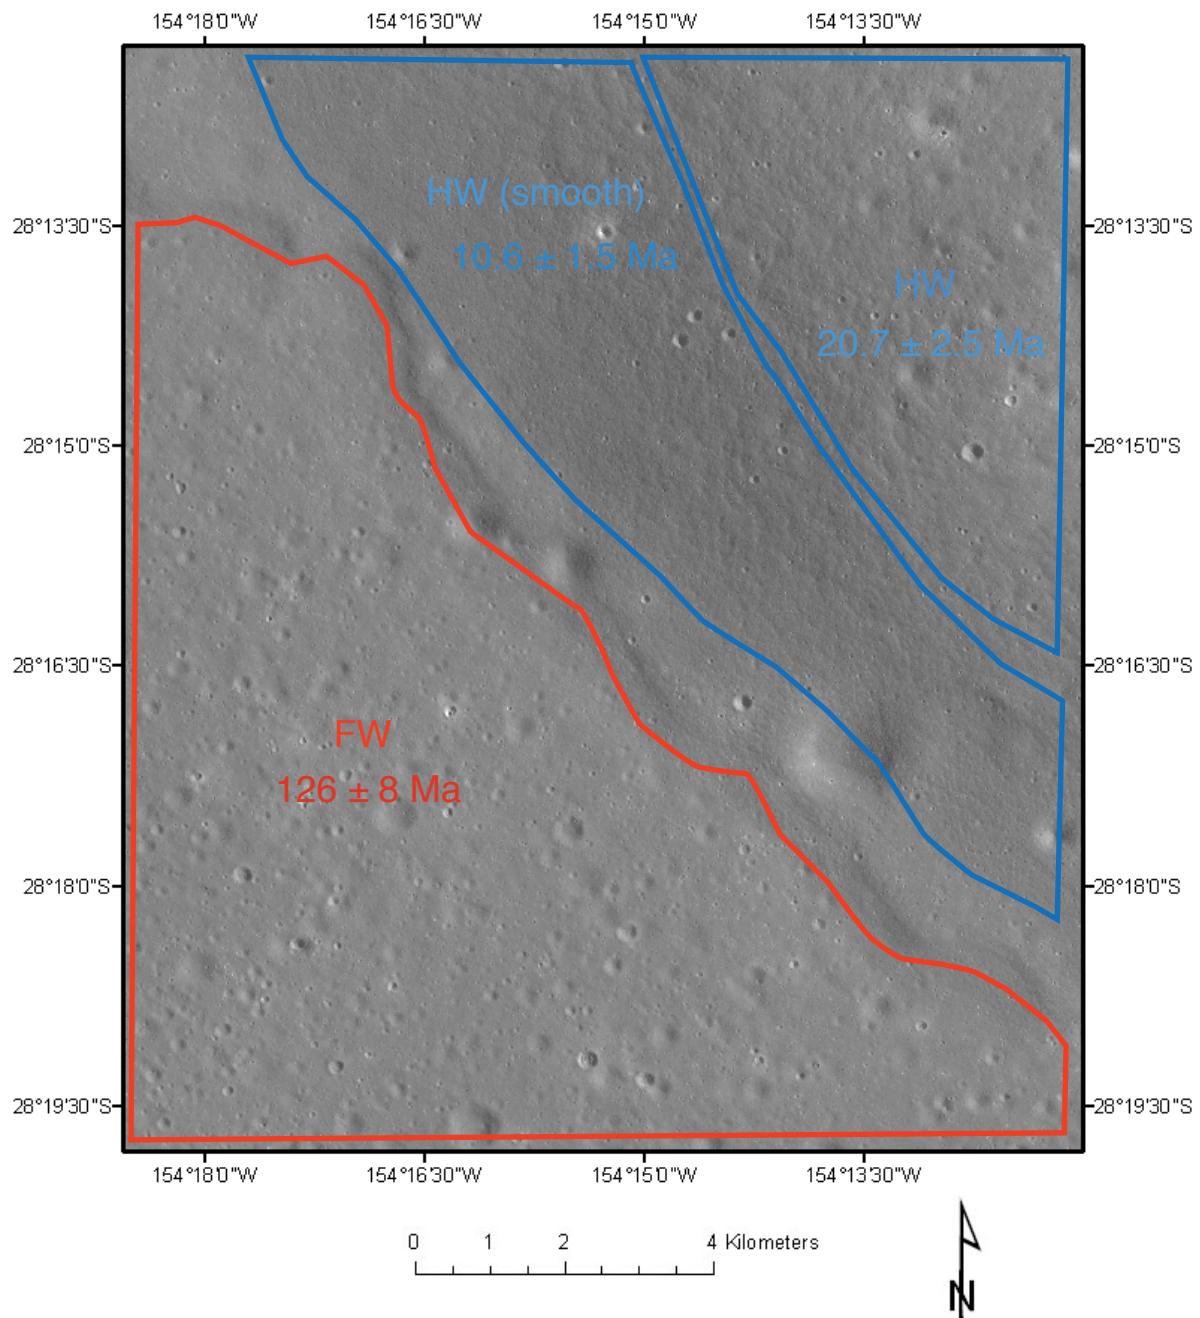 154°18'0"W 154°16'30"W 154°15'0"W 154°13'30"W
HW (smooth)
10.6 ± 1.5 Ma
28°13'30"S 28°13'30"S
HW
20.7 ± 2.5 Ma
28°15'0"S 28°15'0"S
28°16'30"S 28°16'30"S
FW
126 ± 8 Ma
28°18'0"S 28°18'0"S
28°19'30"S 28°19'30"S
154°18'0"W 154°16'30"W 154°15'0"W 154°13'30"W
0 1 2 4 Kilometers
N